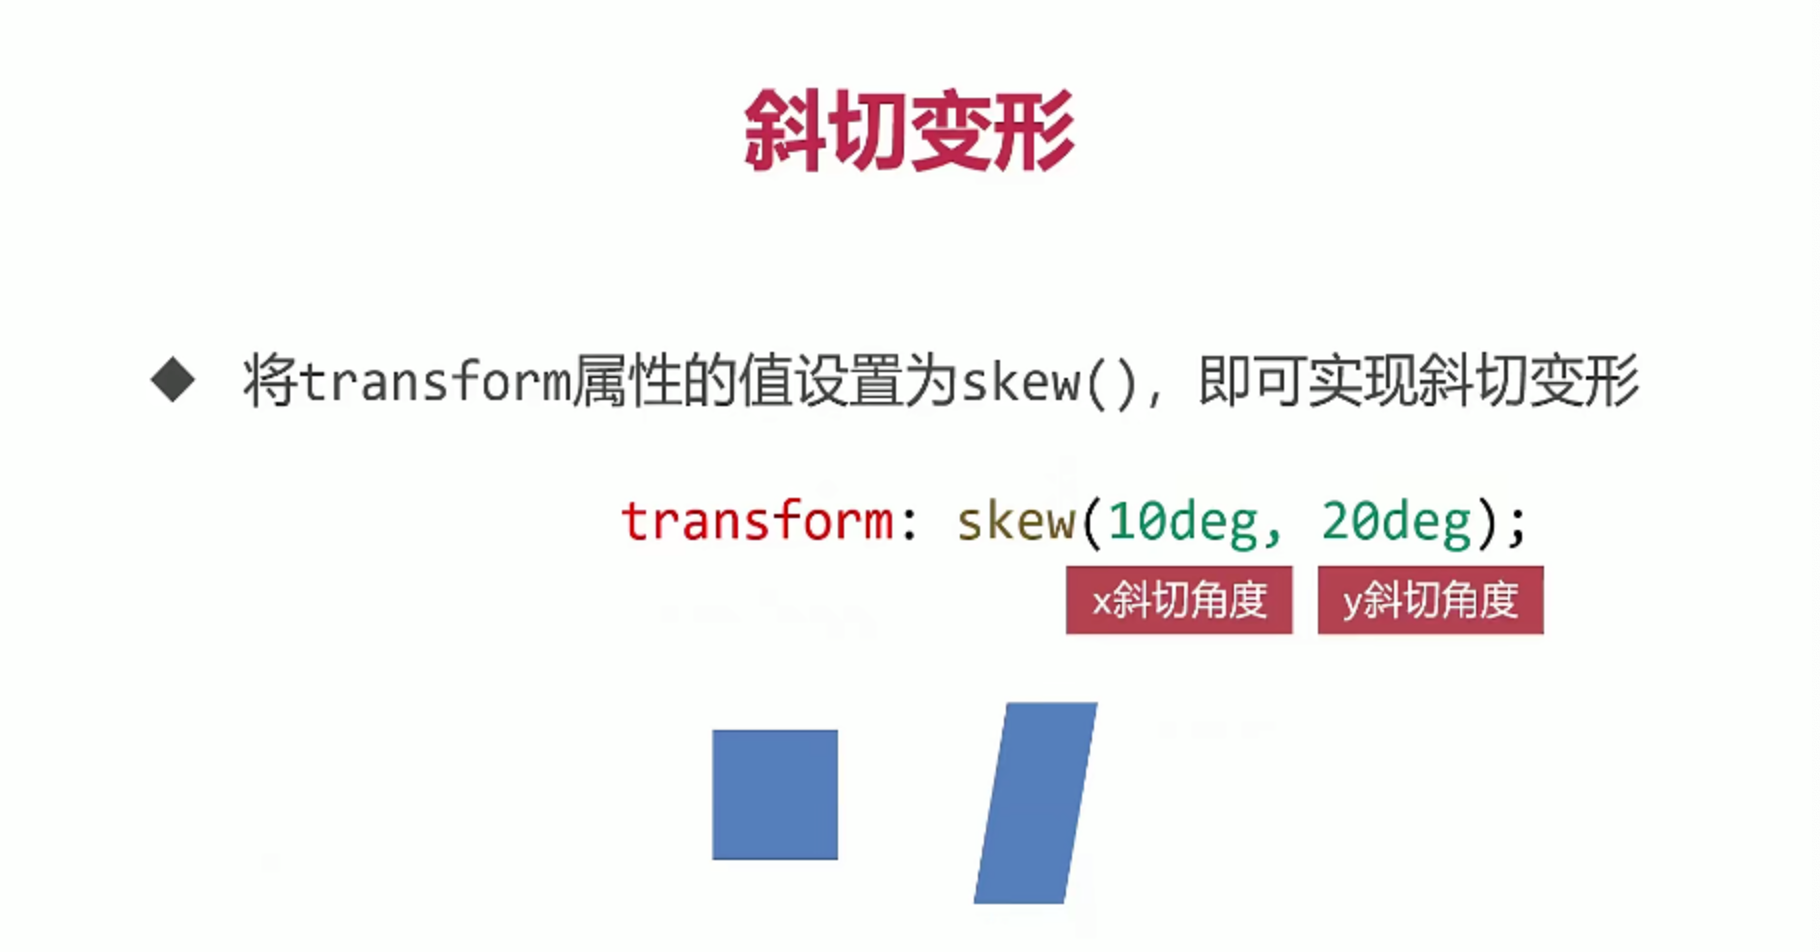 斜切变形
◆ 将transform属性的值设置为skew()，即可实现斜切变形
transform: skew(10deg, 20deg);
x斜切角度 y斜切角度